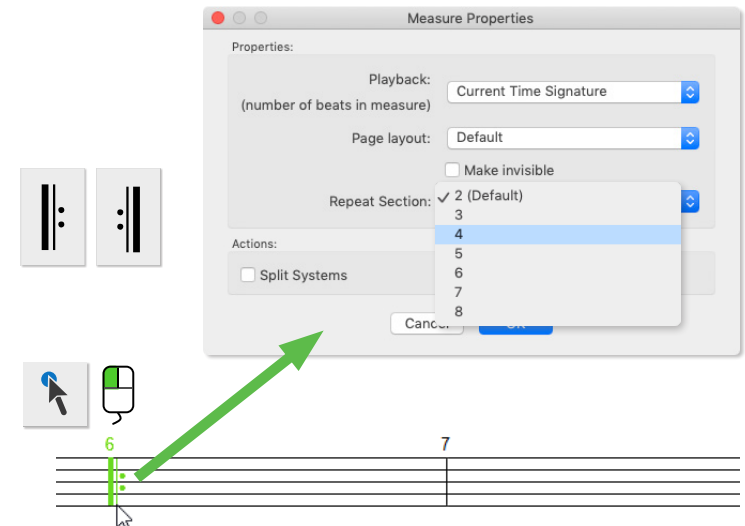 Measure Properties
Properties:
Playback:
(number of beats in measure)
Current Time Signature
Page layout:
Default
Make invisible
Repeat Section:
2 (Default)
3
4
5
6
7
8
Actions:
Split Systems
Cancel
OK
6
7